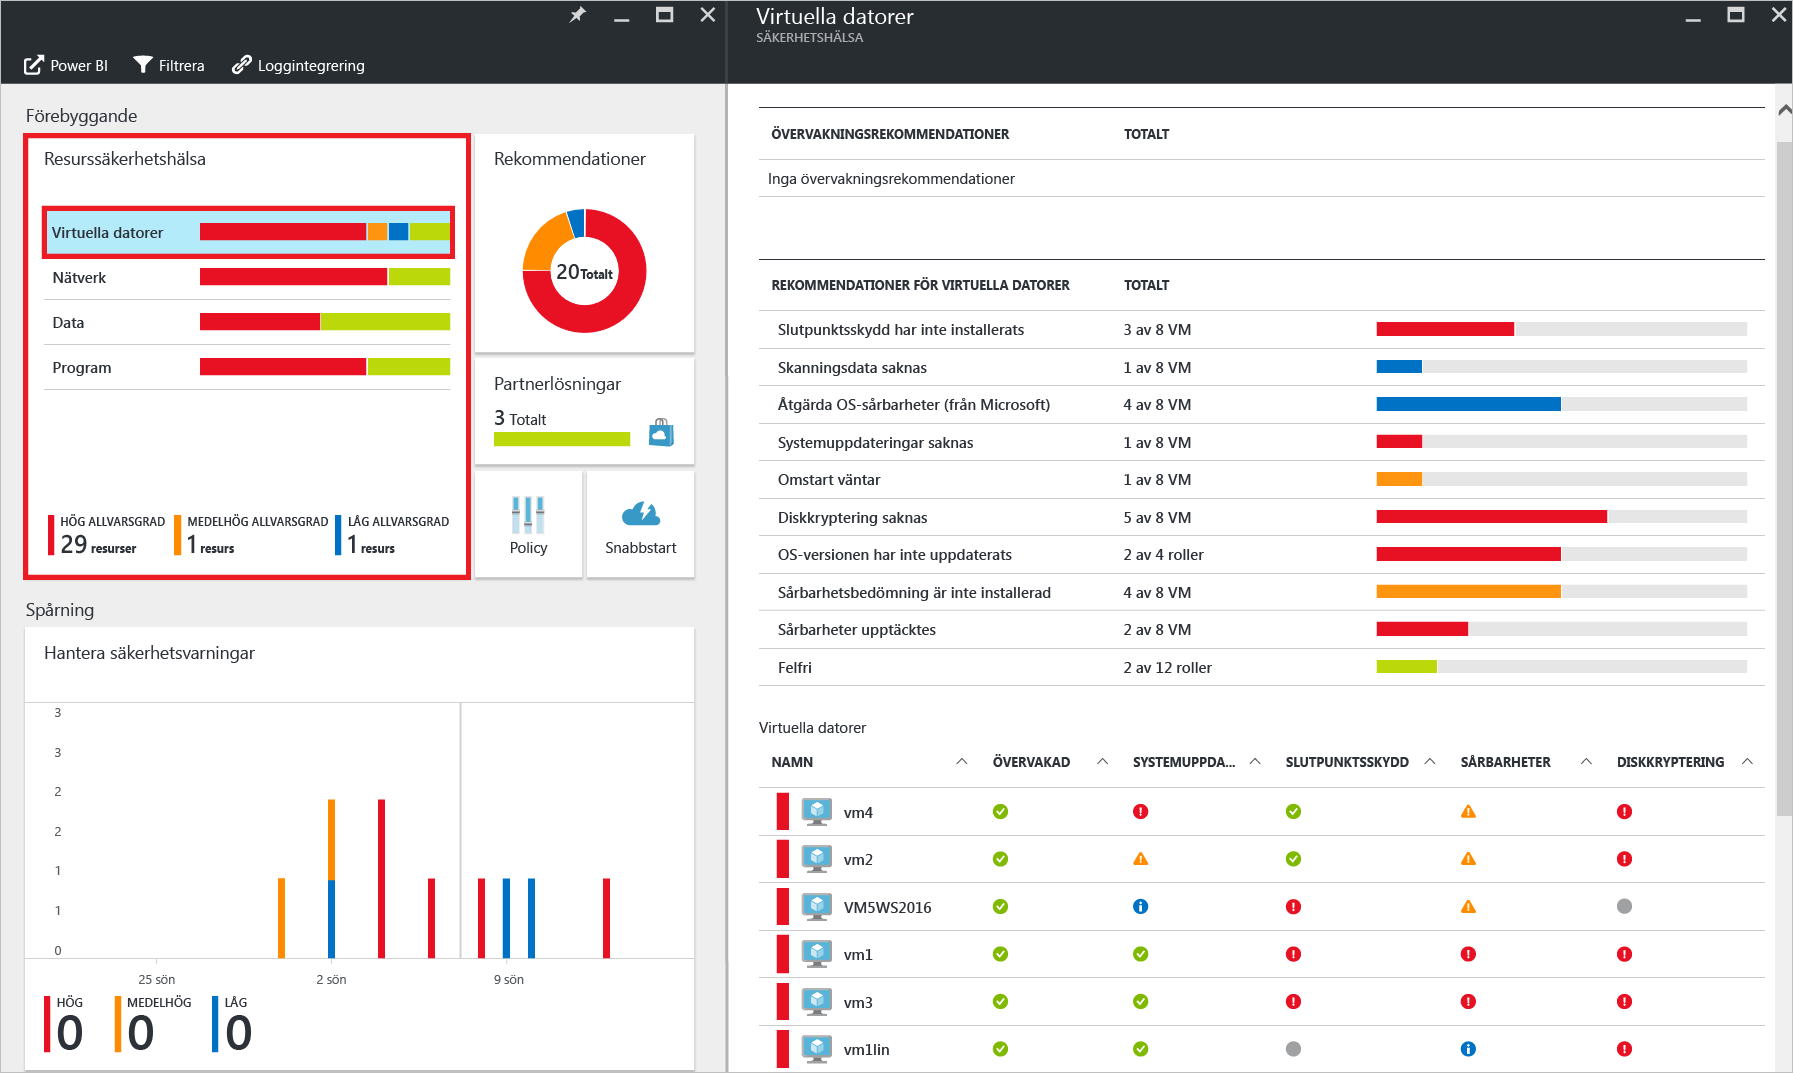 Power BI Filtrera Loggintegrering
Förebyggande
Resurssäkerhetshälsa
Virtuella datorer
Nätverk
Data
Program
HÖG ALLVARSGRAD
29 resurser
MEDELHÖG ALLVARSGRAD
1 resurs
LÅG ALLVARSGRAD
1 resurs
Rekommendationer
20 Totalt
Partnerlösningar
3 Totalt
Policy
Snabbstart
Spårning
Hantera säkerhetsvarningar
3
3
2
2
1
1
0
25 sön 2 sön 9 sön
HÖG
0
MEDELHÖG
0
LÅG
0
Virtuella datorer
SÄKERHETSHÄLSA
ÖVERVAKNINGSREKOMMENDATIONER TOTALT
Inga övervakningsrekommendationer
REKOMMENDATIONER FÖR VIRTUELLA DATORER TOTALT
Slutpunktsskydd har inte installerats 3 av 8 VM
Skanningsdata saknas 1 av 8 VM
Åtgärda OS-sårbarheter (från Microsoft) 4 av 8 VM
Systemuppdateringar saknas 1 av 8 VM
Omstart väntar 1 av 8 VM
Diskkryptering saknas 5 av 8 VM
OS-versionen har inte uppdaterats 2 av 4 roller
Sårbarhetsbedömning är inte installerad 4 av 8 VM
Sårbarheter upptäcktes 2 av 8 VM
Felfri 2 av 12 roller
Virtuella datorer
NAMN ÖVERVAKAD SYSTEMUPPDA... SLUTPUNKTSSKYDD SÅRBARHETER DISKKRYPTERING
vm4
vm2
VM5WS2016
vm1
vm3
vm1lin